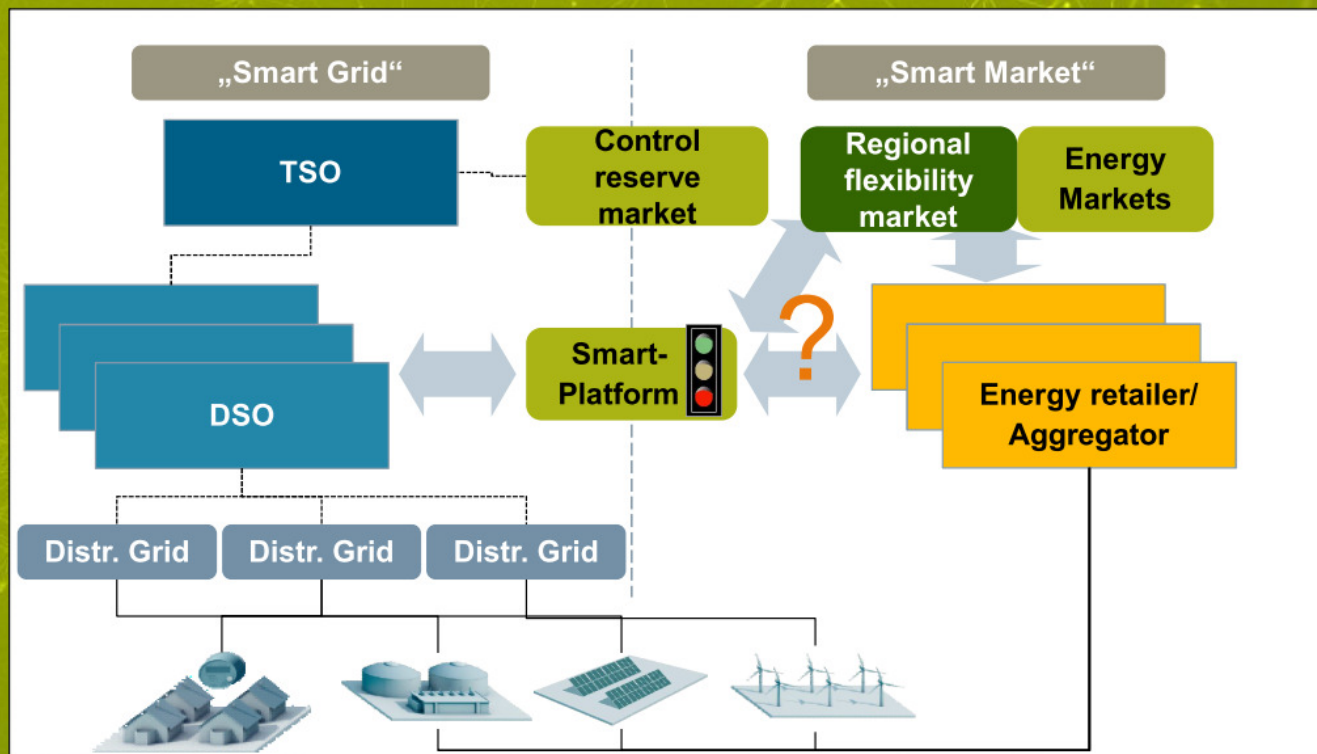 „Smart Grid“
„Smart Market“
TSO
Control
reserve
market
Regional
flexibility
market
Energy
Markets
DSO
Smart-
Platform
?
Energy retailer/
Aggregator
Distr. Grid
Distr. Grid
Distr. Grid